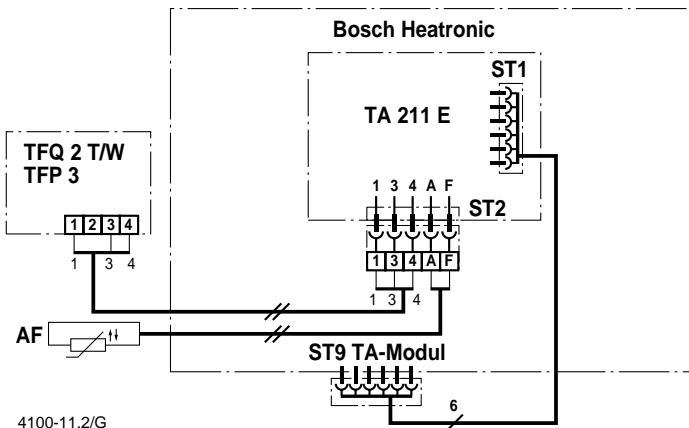 Bosch Heatronic
ST1
TA 211 E
TFQ 2 T/W
TFP 3
1 3 4 A F
ST2
1 2 3 4
1 3 4
1 3 4 A F
1 3 4
AF
ST9 TA-Modul
6
4100-11.2/G